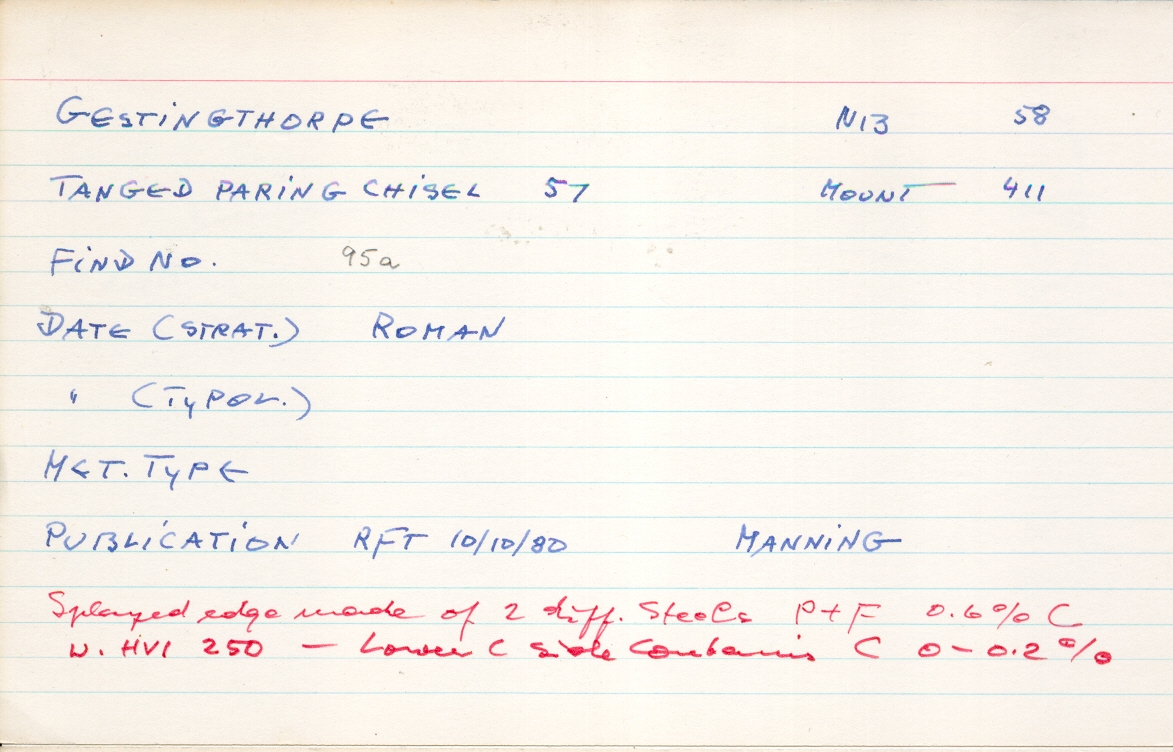 GESTINGTHORPE N13 58
TANGED PARING CHISEL 57 MOUNT 411
FIND NO. 95a
DATE (STRAT.) ROMAN
" (TYPOL.)
MET. TYPE
PUBLICATION RFT 10/10/80 MANNING
Splayed edge made of 2 diff. Steels P+F 0.6% C
W. HV1 250 — Lower C side Contains C 0-0.2%